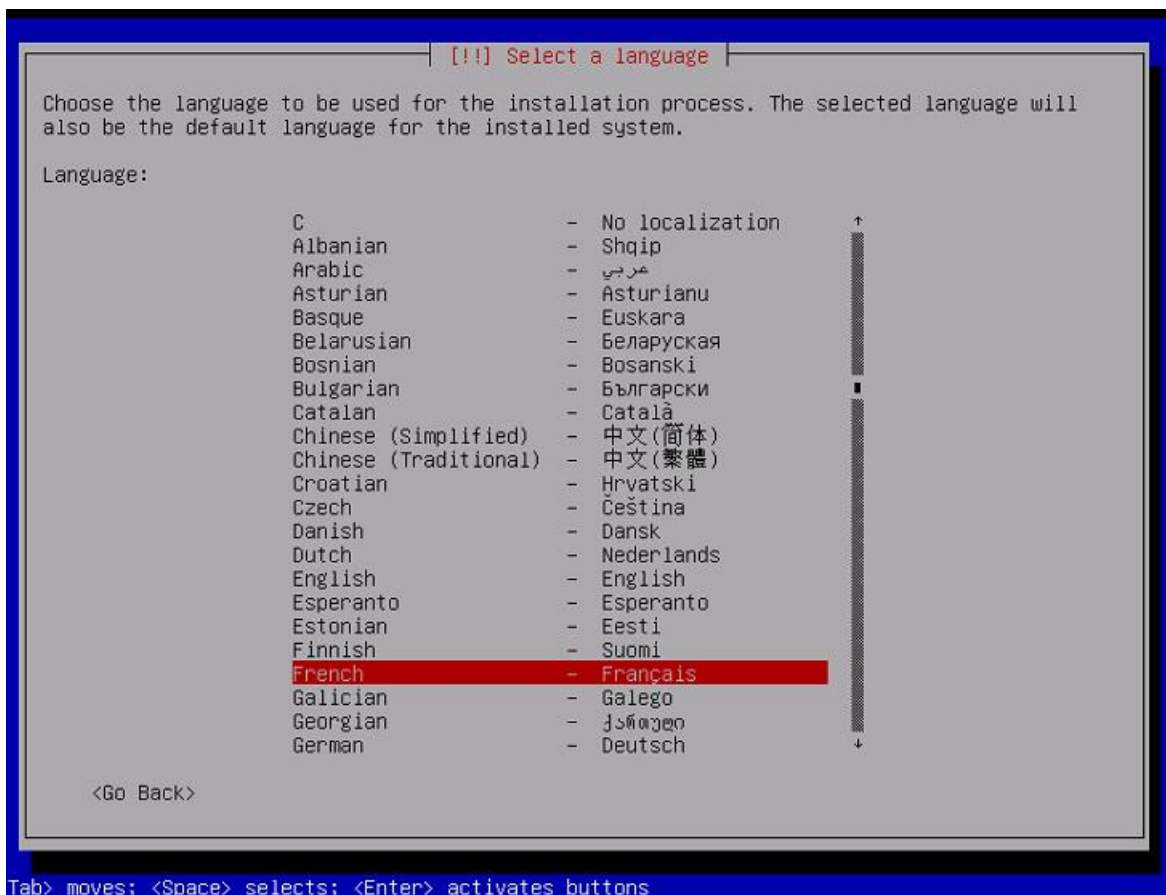 [!!] Select a language
Choose the language to be used for the installation process. The selected language will
also be the default language for the installed system.
Language:
C - No localization
Albanian - Shqip
Arabic - عربي
Asturian - Asturianu
Basque - Euskara
Belarusian - Беларуская
Bosnian - Bosanski
Bulgarian - Български
Catalan - Català
Chinese (Simplified) - 中文(简体)
Chinese (Traditional) - 中文(繁體)
Croatian - Hrvatski
Czech - Čeština
Danish - Dansk
Dutch - Nederlands
English - English
Esperanto - Esperanto
Estonian - Eesti
Finnish - Suomi
French - Français
Galician - Galego
Georgian - ქართული
German - Deutsch
<Go Back>
Tab> moves; <Space> selects; <Enter> activates buttons